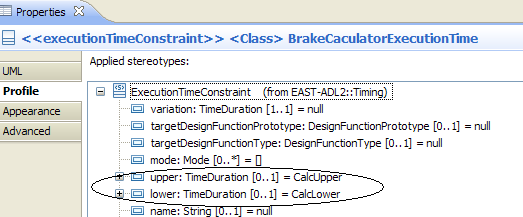 Properties
<<executionTimeConstraint>> <Class> BrakeCaculatorExecutionTime
UML
Profile
Appearance
Advanced
Applied stereotypes:
ExecutionTimeConstraint (from EAST-ADL2::Timing)
variation: TimeDuration [1..1] = null
targetDesignFunctionPrototype: DesignFunctionPrototype [0..1] = null
targetDesignFunctionType: DesignFunctionType [0..1] = null
mode: Mode [0..*] = []
upper: TimeDuration [0..1] = CalcUpper
lower: TimeDuration [0..1] = CalcLower
name: String [0..1] = null